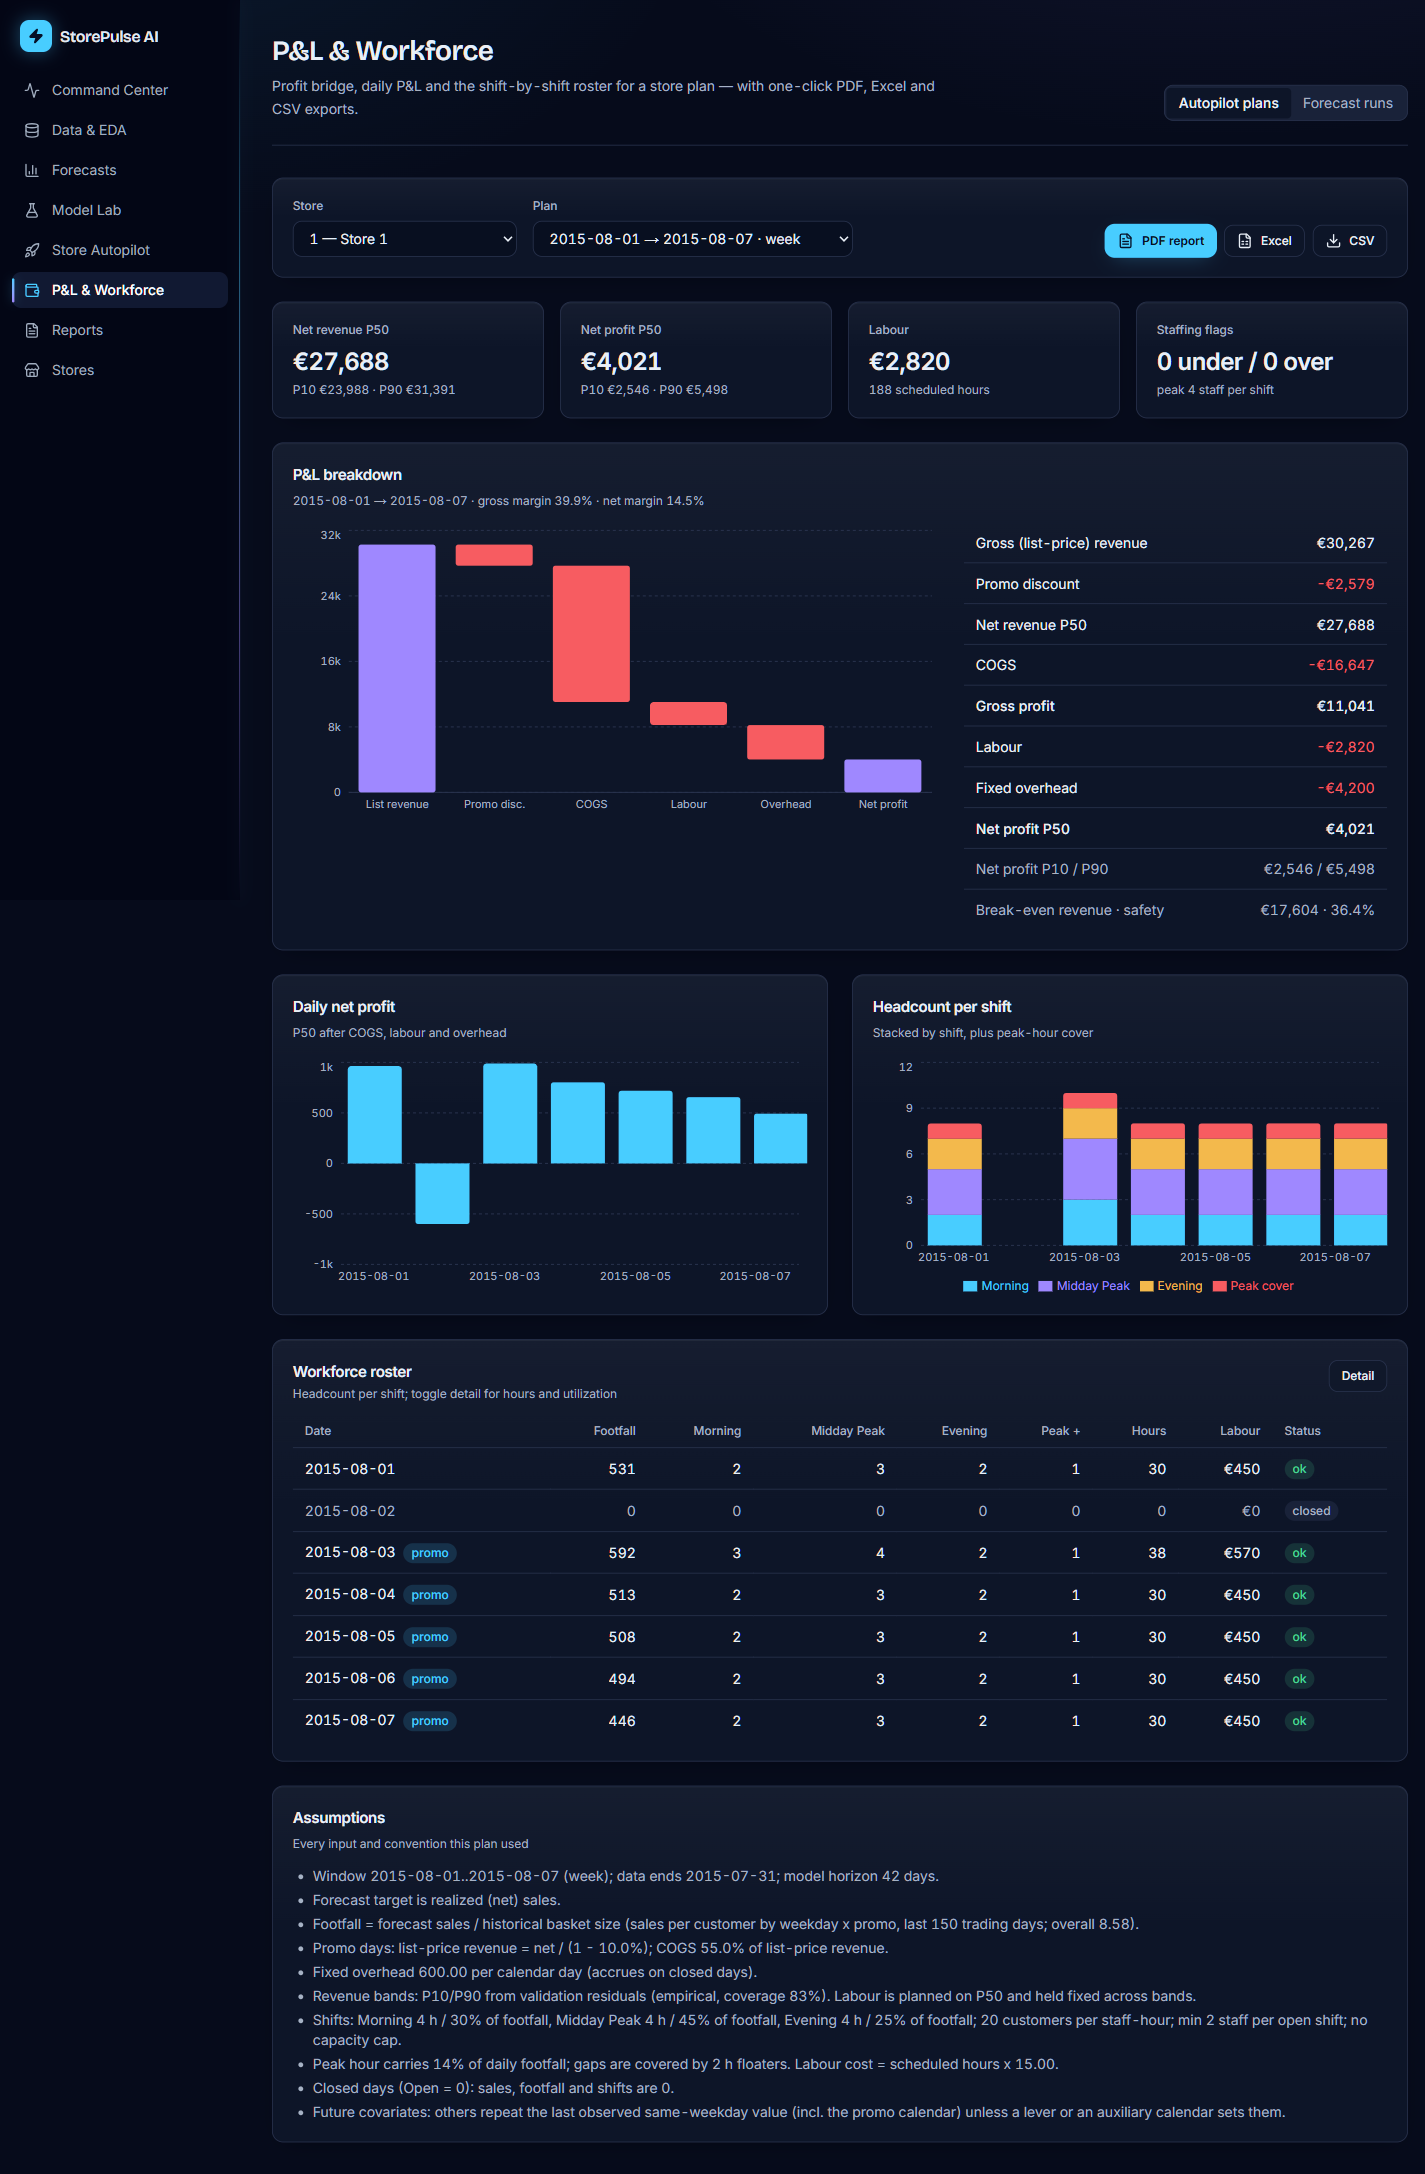 StorePulse AI
Command Center
Data & EDA
Forecasts
Model Lab
Store Autopilot
P&L & Workforce
Reports
Stores
P&L & Workforce
Profit bridge, daily P&L and the shift-by-shift roster for a store plan — with one-click PDF, Excel and
CSV exports.
Autopilot plans Forecast runs
Store Plan
1 — Store 1 2015-08-01 → 2015-08-07 · week PDF report Excel CSV
Net revenue P50
€27,688
P10 €23,988 · P90 €31,391
Net profit P50
€4,021
P10 €2,546 · P90 €5,498
Labour
€2,820
188 scheduled hours
Staffing flags
0 under / 0 over
peak 4 staff per shift
P&L breakdown
2015-08-01 → 2015-08-07 · gross margin 39.9% · net margin 14.5%
32k
24k
16k
8k
0
List revenue Promo disc. COGS Labour Overhead Net profit
Gross (list-price) revenue €30,267
Promo discount -€2,579
Net revenue P50 €27,688
COGS -€16,647
Gross profit €11,041
Labour -€2,820
Fixed overhead -€4,200
Net profit P50 €4,021
Net profit P10 / P90 €2,546 / €5,498
Break-even revenue · safety €17,604 · 36.4%
Daily net profit
P50 after COGS, labour and overhead
1k
500
0
-500
-1k
2015-08-01 2015-08-03 2015-08-05 2015-08-07
Headcount per shift
Stacked by shift, plus peak-hour cover
12
9
6
3
0
2015-08-01 2015-08-03 2015-08-05 2015-08-07
Morning Midday Peak Evening Peak cover
Workforce roster
Headcount per shift; toggle detail for hours and utilization
Detail
Date Footfall Morning Midday Peak Evening Peak + Hours Labour Status
2015-08-01 531 2 3 2 1 30 €450 ok
2015-08-02 0 0 0 0 0 0 €0 closed
2015-08-03 promo 592 3 4 2 1 38 €570 ok
2015-08-04 promo 513 2 3 2 1 30 €450 ok
2015-08-05 promo 508 2 3 2 1 30 €450 ok
2015-08-06 promo 494 2 3 2 1 30 €450 ok
2015-08-07 promo 446 2 3 2 1 30 €450 ok
Assumptions
Every input and convention this plan used
• Window 2015-08-01..2015-08-07 (week); data ends 2015-07-31; model horizon 42 days.
• Forecast target is realized (net) sales.
• Footfall = forecast sales / historical basket size (sales per customer by weekday x promo, last 150 trading days; overall 8.58).
• Promo days: list-price revenue = net / (1 - 10.0%); COGS 55.0% of list-price revenue.
• Fixed overhead 600.00 per calendar day (accrues on closed days).
• Revenue bands: P10/P90 from validation residuals (empirical, coverage 83%). Labour is planned on P50 and held fixed across bands.
• Shifts: Morning 4 h / 30% of footfall, Midday Peak 4 h / 45% of footfall, Evening 4 h / 25% of footfall; 20 customers per staff-hour; min 2 staff per open shift; no
capacity cap.
• Peak hour carries 14% of daily footfall; gaps are covered by 2 h floaters. Labour cost = scheduled hours x 15.00.
• Closed days (Open = 0): sales, footfall and shifts are 0.
• Future covariates: others repeat the last observed same-weekday value (incl. the promo calendar) unless a lever or an auxiliary calendar sets them.